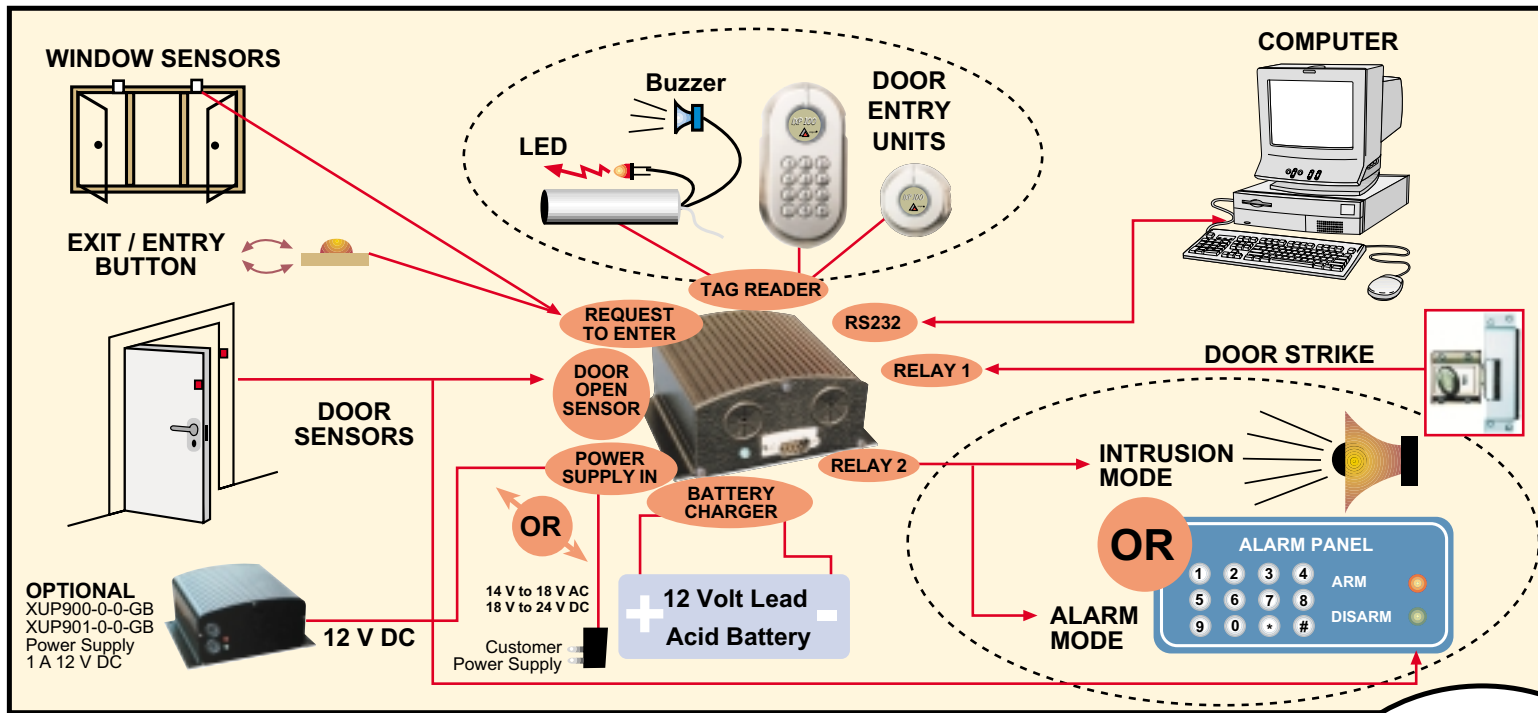 WINDOW SENSORS
EXIT / ENTRY
BUTTON
Buzzer
LED
DOOR
ENTRY
UNITS
COMPUTER
TAG READER
REQUEST
TO ENTER
RS232
DOOR
OPEN
SENSOR
RELAY 1
DOOR STRIKE
DOOR
SENSORS
POWER
SUPPLY IN
RELAY 2
BATTERY
CHARGER
OR
INTRUSION
MODE
OR
ALARM PANEL
1 2 3 4
5 6 7 8
9 0 * #
ARM
DISARM
ALARM
MODE
OPTIONAL
XUP900-0-0-GB
XUP901-0-0-GB
Power Supply
1 A 12 V DC
12 V DC
14 V to 18 V AC
18 V to 24 V DC
Customer
Power Supply
+ 12 Volt Lead -
Acid Battery